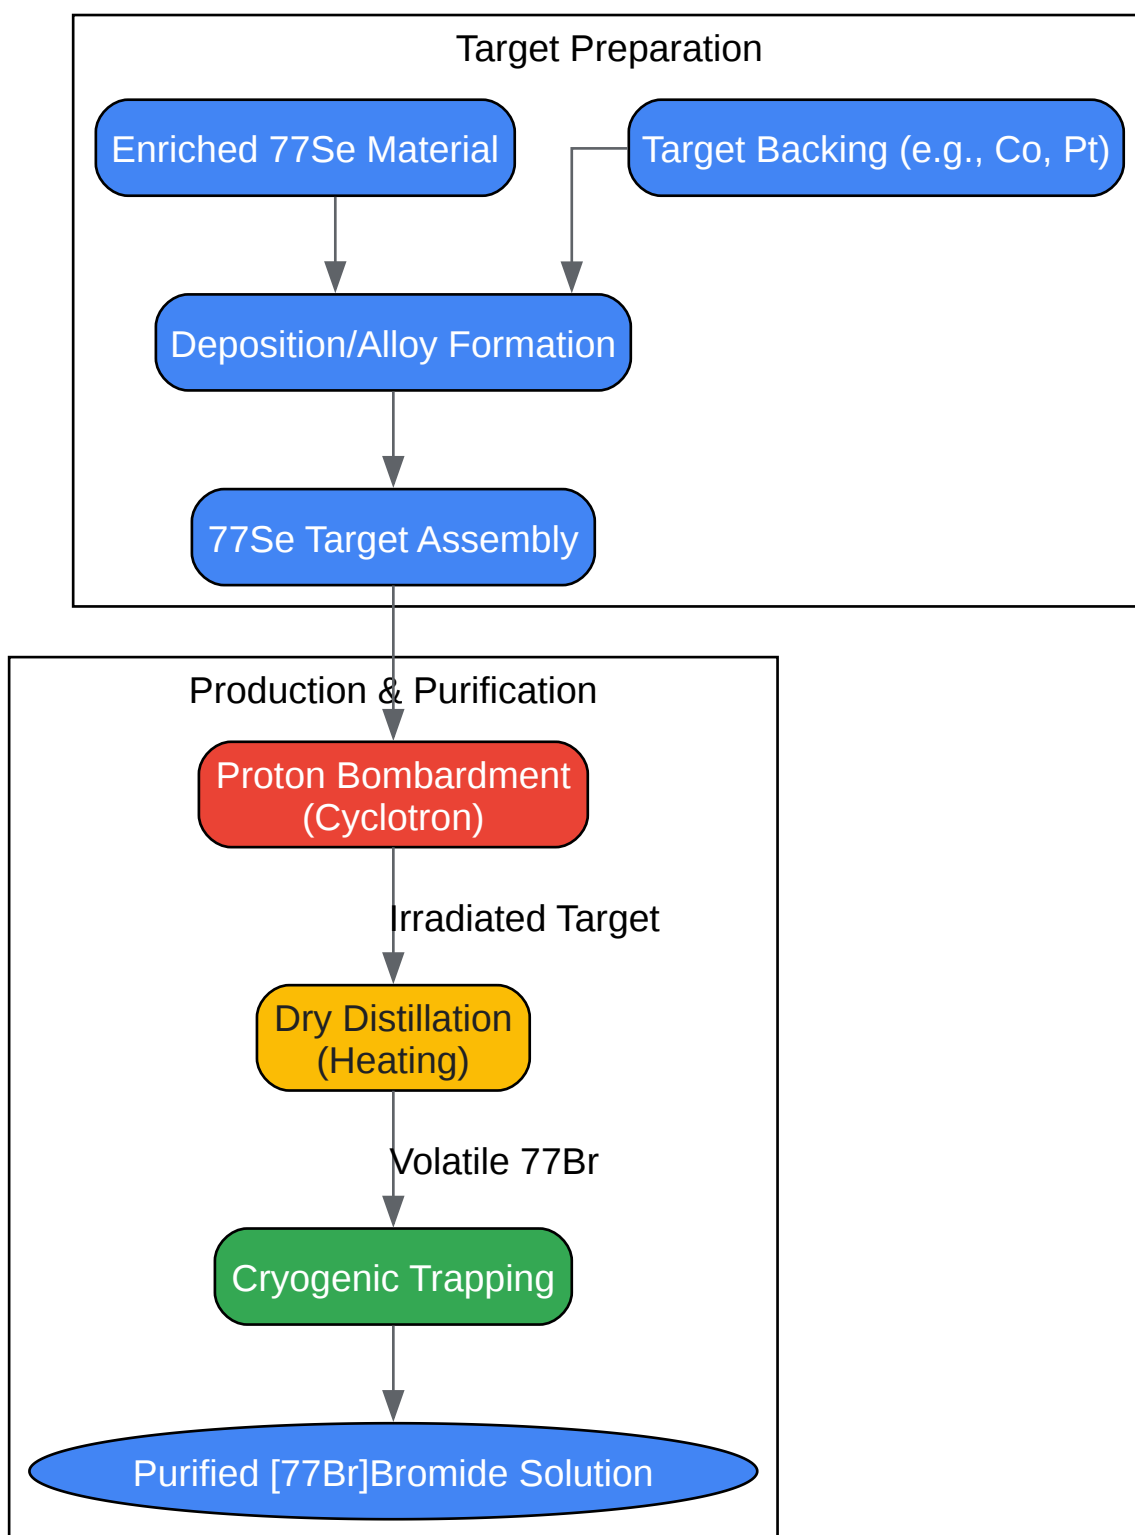 Target Preparation
Enriched 77Se Material
Target Backing (e.g., Co, Pt)
Deposition/Alloy Formation
77Se Target Assembly
Production & Purification
Proton Bombardment
(Cyclotron)
Irradiated Target
Dry Distillation
(Heating)
Volatile 77Br
Cryogenic Trapping
Purified [77Br]Bromide Solution